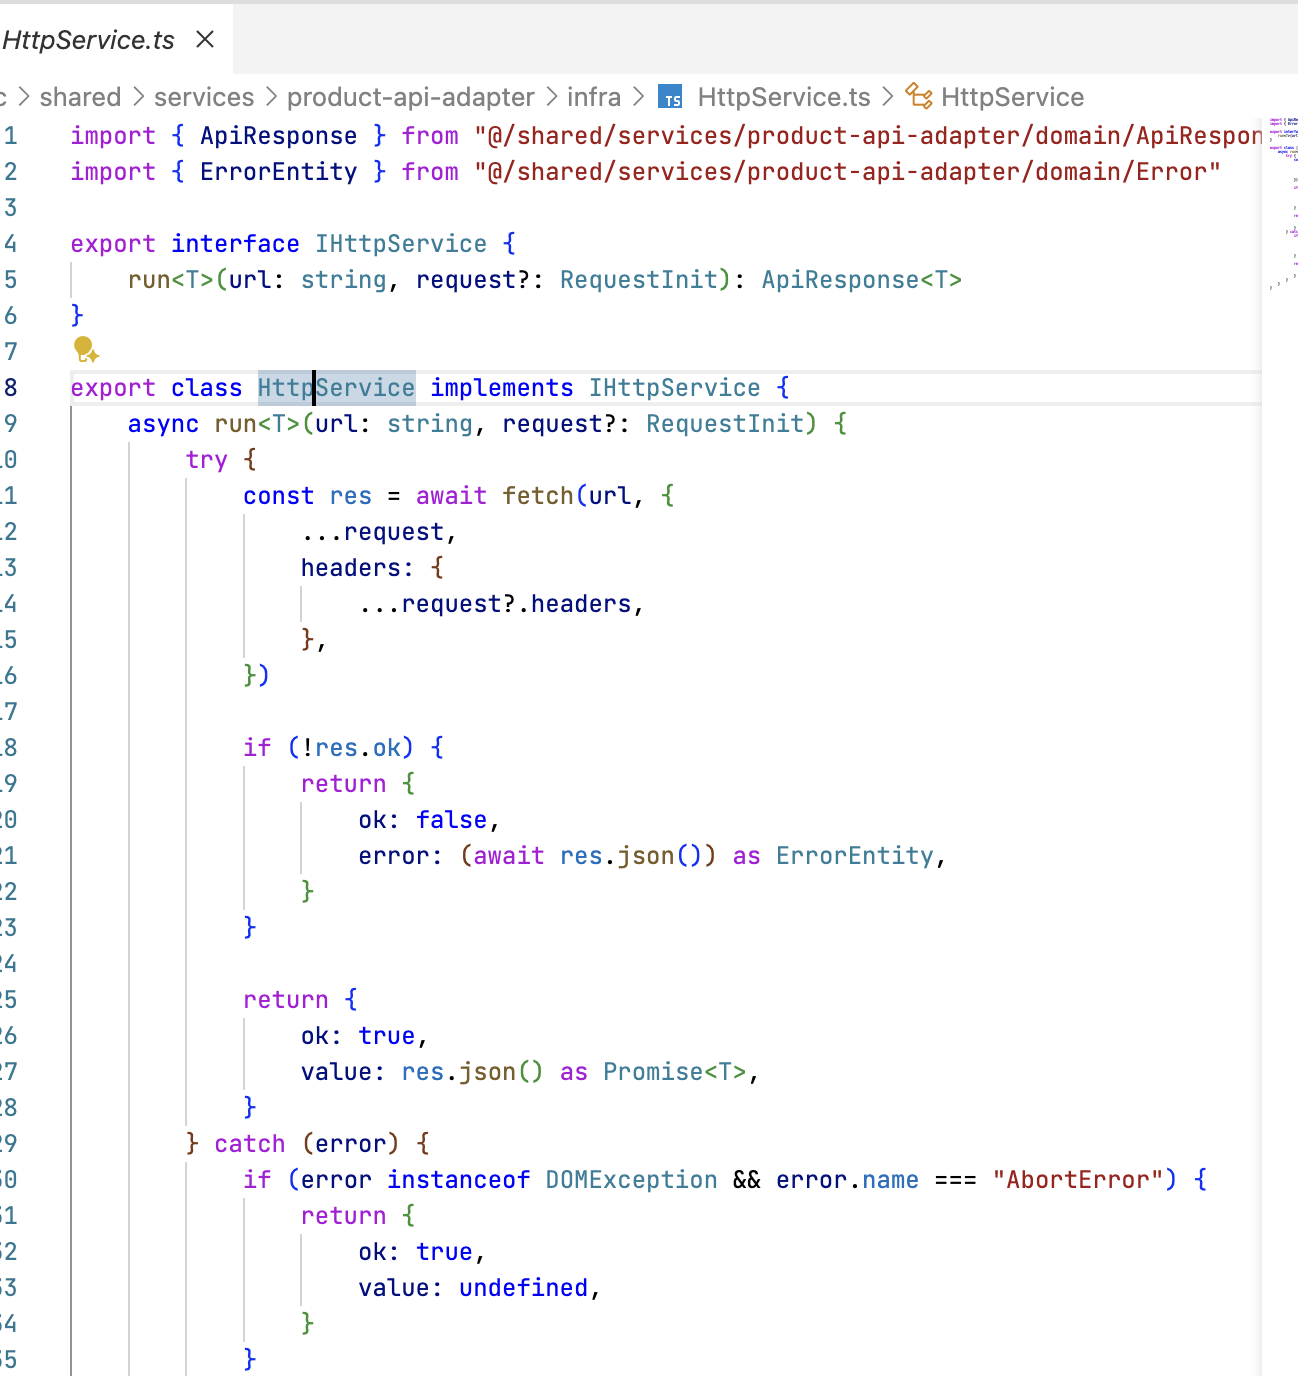 HttpService.ts
c > shared > services > product-api-adapter > infra > TS HttpService.ts > HttpService
1 import { ApiResponse } from "@/shared/services/product-api-adapter/domain/ApiRespon
2 import { ErrorEntity } from "@/shared/services/product-api-adapter/domain/Error"
3
4 export interface IHttpService {
5 run<T>(url: string, request?: RequestInit): ApiResponse<T>
6 }
7
8 export class HttpService implements IHttpService {
9 async run<T>(url: string, request?: RequestInit) {
10 try {
11 const res = await fetch(url, {
12 ...request,
13 headers: {
14 ...request?.headers,
15 },
16 })
17
18 if (!res.ok) {
19 return {
20 ok: false,
21 error: (await res.json()) as ErrorEntity,
22 }
23 }
24
25 return {
26 ok: true,
27 value: res.json() as Promise<T>,
28 }
29 } catch (error) {
30 if (error instanceof DOMException && error.name === "AbortError") {
31 return {
32 ok: true,
33 value: undefined,
34 }
35 }